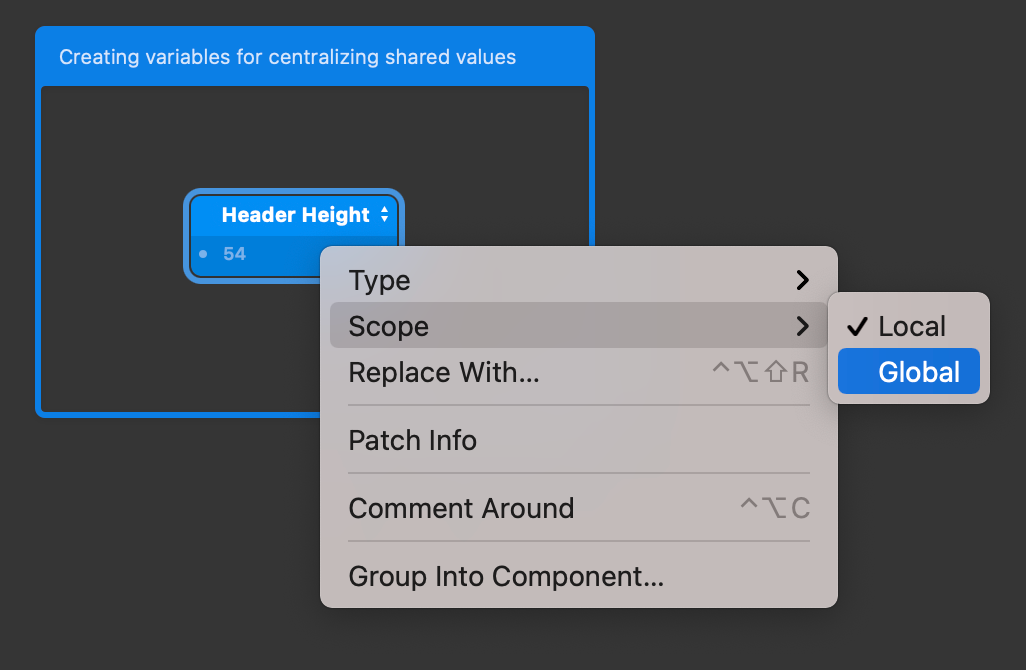 Creating variables for centralizing shared values
Header Height
54
Type
Scope
Local
Replace With... ⌃⌥⇧R
Global
Patch Info
Comment Around ⌃⌥C
Group Into Component...